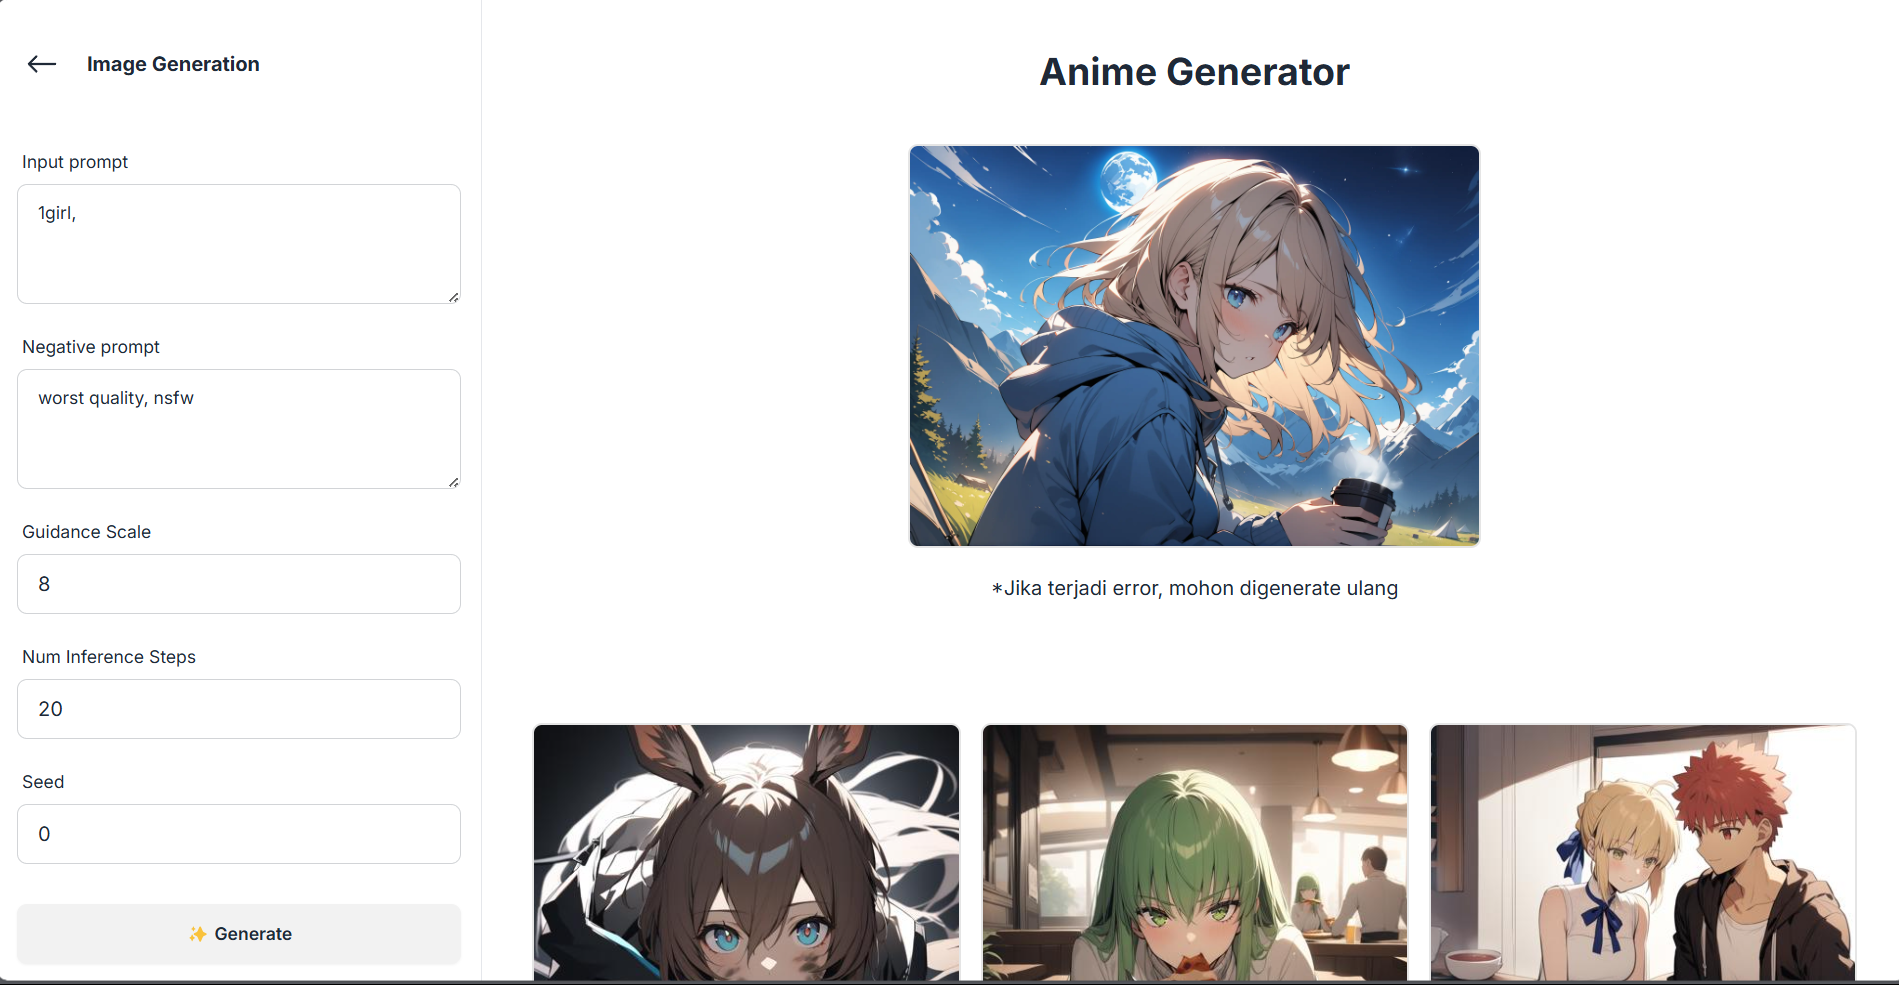 Image Generation
Input prompt
1girl,
Negative prompt
worst quality, nsfw
Guidance Scale
8
Num Inference Steps
20
Seed
0
✨ Generate
Anime Generator
*Jika terjadi error, mohon digenerate ulang